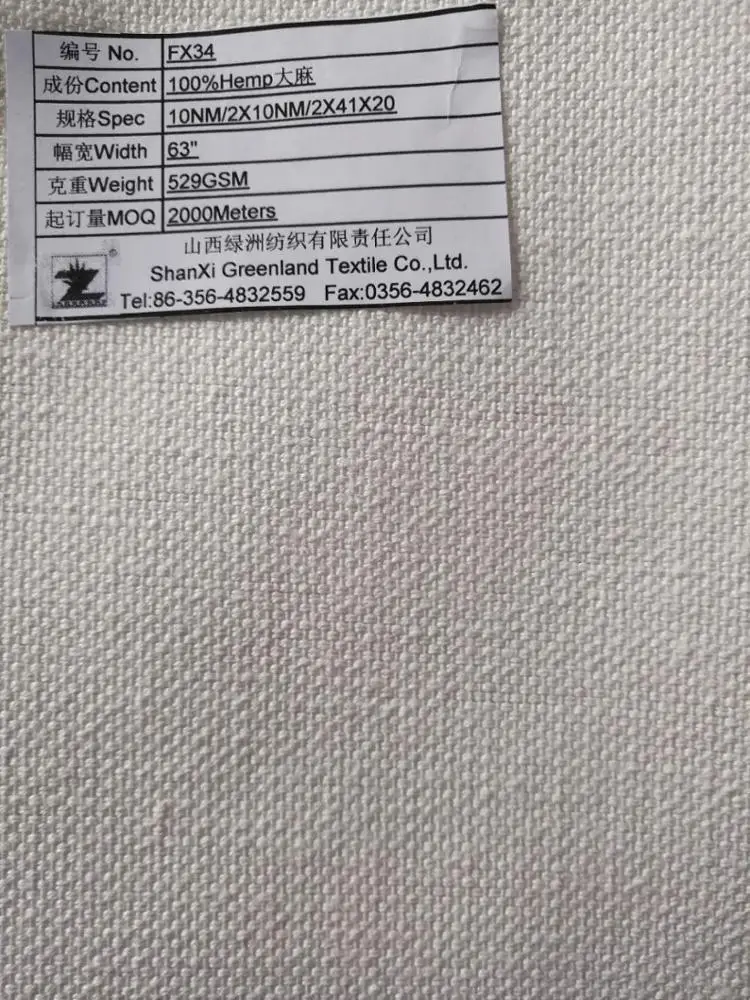 编号 No. FX34
成份Content 100%Hemp大麻
规格Spec 10NM/2X10NM/2X41X20
幅宽Width 63"
克重Weight 529GSM
起订量MOQ 2000Meters
山西绿洲纺织有限责任公司
®
ShanXi Greenland Textile Co.,Ltd.
Tel:86-356-4832559 Fax:0356-4832462